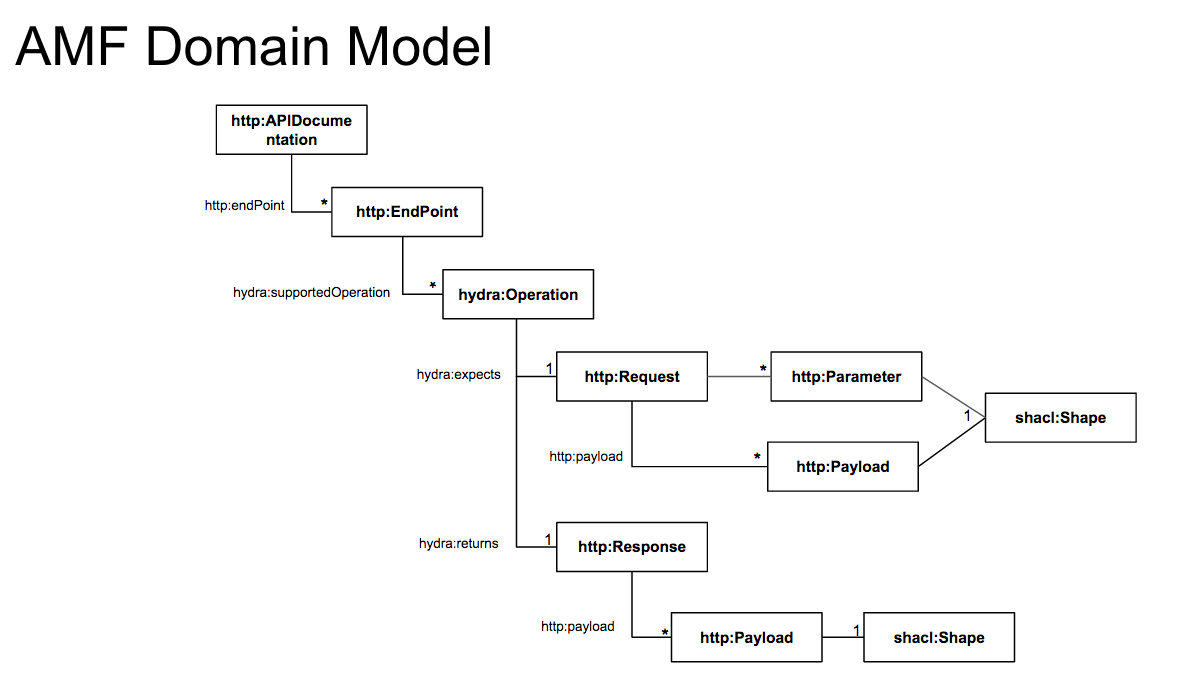 AMF Domain Model
http:APIDocume
ntation
http:endPoint
*
http:EndPoint
hydra:supportedOperation
*
hydra:Operation
hydra:expects
1
http:Request
*
http:Parameter
1
shacl:Shape
http:payload
*
http:Payload
hydra:returns
1
http:Response
http:payload
*
http:Payload
1
shacl:Shape